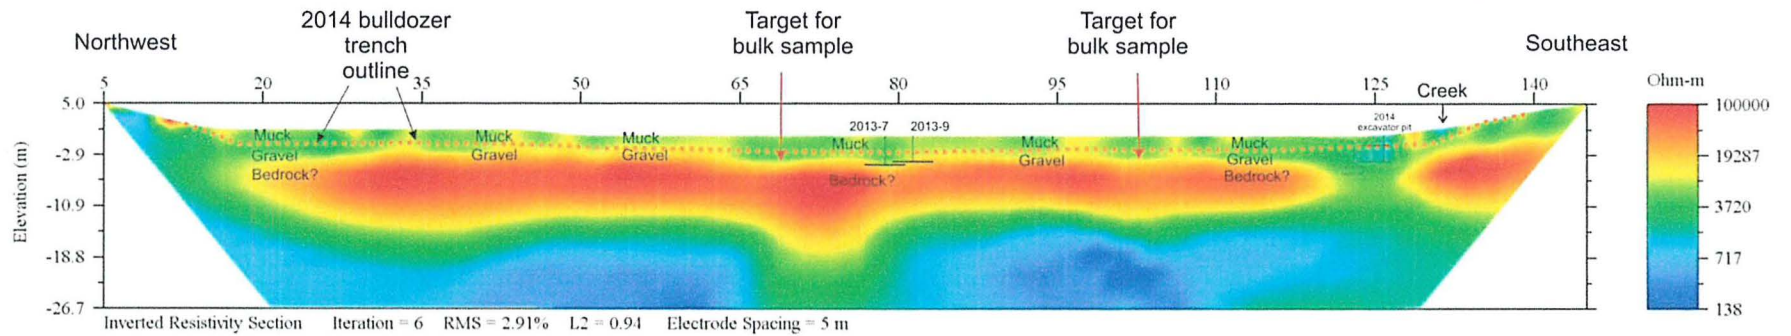 2014 bulldozer
trench
outline
Target for
bulk sample
Target for
bulk sample
Northwest
Southeast
5 20 35 50 65 80 95 110 125 140
Creek
Ohm-m
5.0
-2.9
-10.9
-18.8
-26.7
Elevation (m)
Muck
Gravel
Bedrock?
Muck
Gravel
Muck
Gravel
2013-7 2013-9
Muck
Bedrock?
Muck
Gravel
Muck
Gravel
Bedrock?
2014
excavator pit
100000
19287
3720
717
138
Inverted Resistivity Section Iteration = 6 RMS = 2.91% L2 = 0.94 Electrode Spacing = 5 m